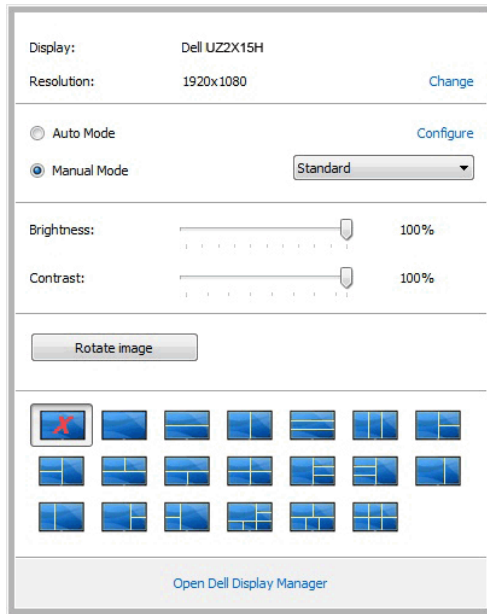 Display: Dell UZ2X15H
Resolution: 1920x1080 Change
Auto Mode Configure
Manual Mode Standard
Brightness: 100%
Contrast: 100%
Rotate image
X
Open Dell Display Manager